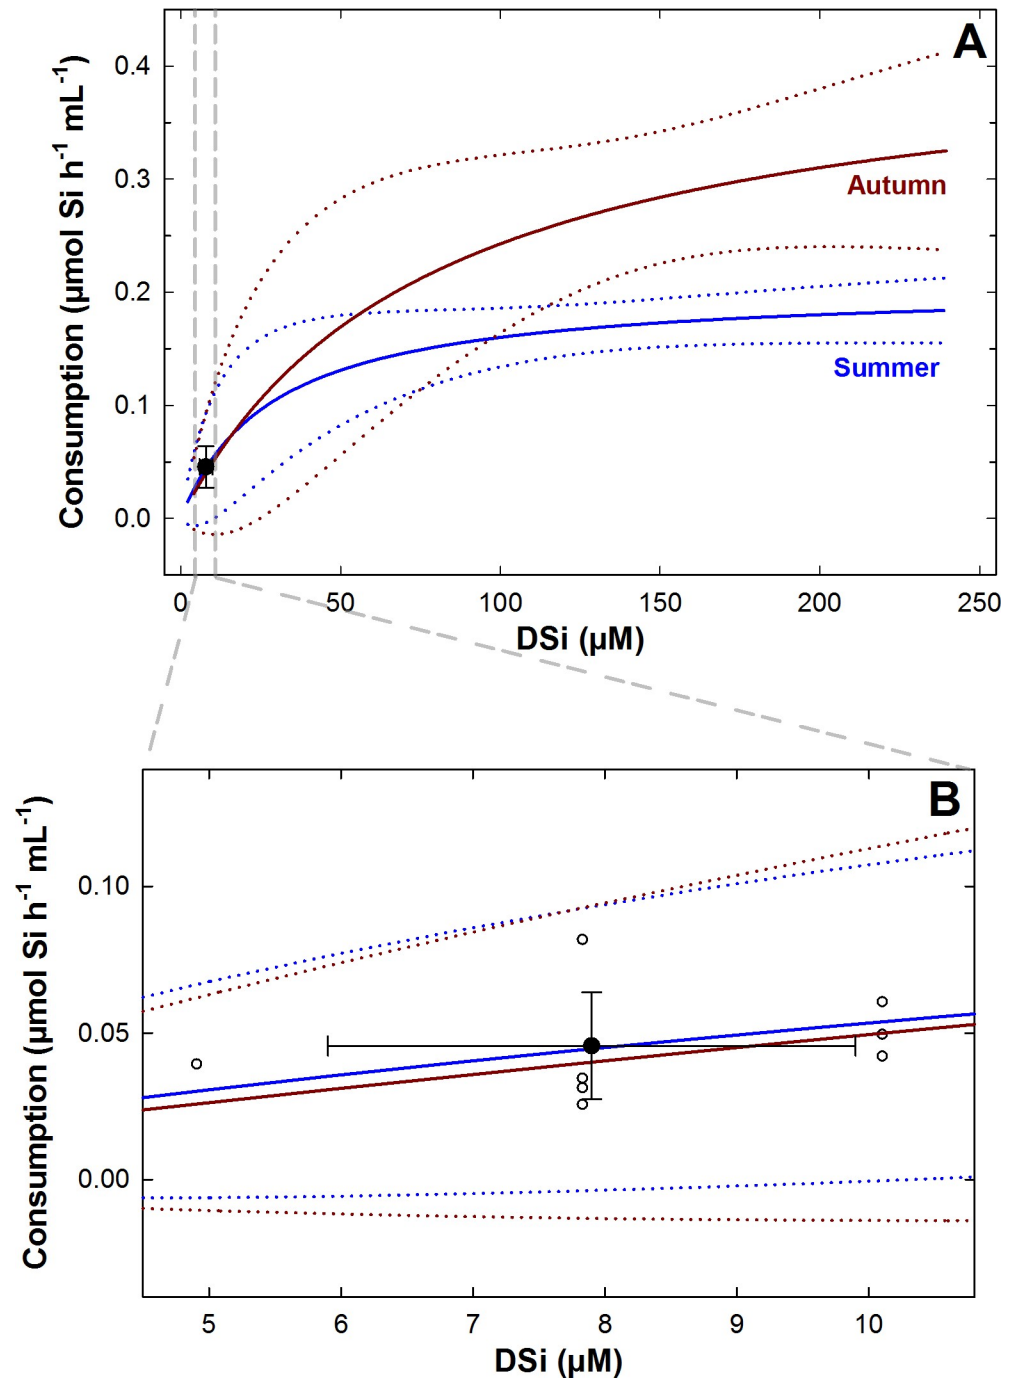 A
Consumption (µmol Si h⁻¹ mL⁻¹)
0.4
0.3
0.2
0.1
0.0
Autumn
Summer
0 50 100 150 200 250
DSi (µM)
B
Consumption (µmol Si h⁻¹ mL⁻¹)
0.10
0.05
0.00
5 6 7 8 9 10
DSi (µM)